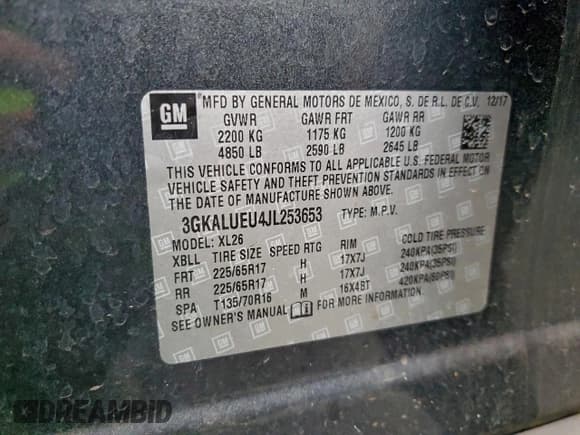 GM MFD BY GENERAL MOTORS DE MEXICO, S. DE R.L. DE C.V. 12/17
GVWR GAWR FRT GAWR RR
2200 KG 1175 KG 1200 KG
4850 LB 2590 LB 2645 LB
THIS VEHICLE CONFORMS TO ALL APPLICABLE U.S. FEDERAL MOTOR
VEHICLE SAFETY AND THEFT PREVENTION STANDARDS IN EFFECT ON
THE DATE OF MANUFACTURE SHOWN ABOVE.
3GKALUEU4JL253653 TYPE: M.P.V.
MODEL: XL26
XBLL TIRE SIZE SPEED RTG RIM COLD TIRE PRESSURE
FRT 225/65R17 H 17X7J 240KPA(35PSI)
RR 225/65R17 H 17X7J 240KPA(35PSI)
SPA T135/70R16 M 16X4BT 420KPA(60PSI)
SEE OWNER'S MANUAL FOR MORE INFORMATION.
DREAMBID